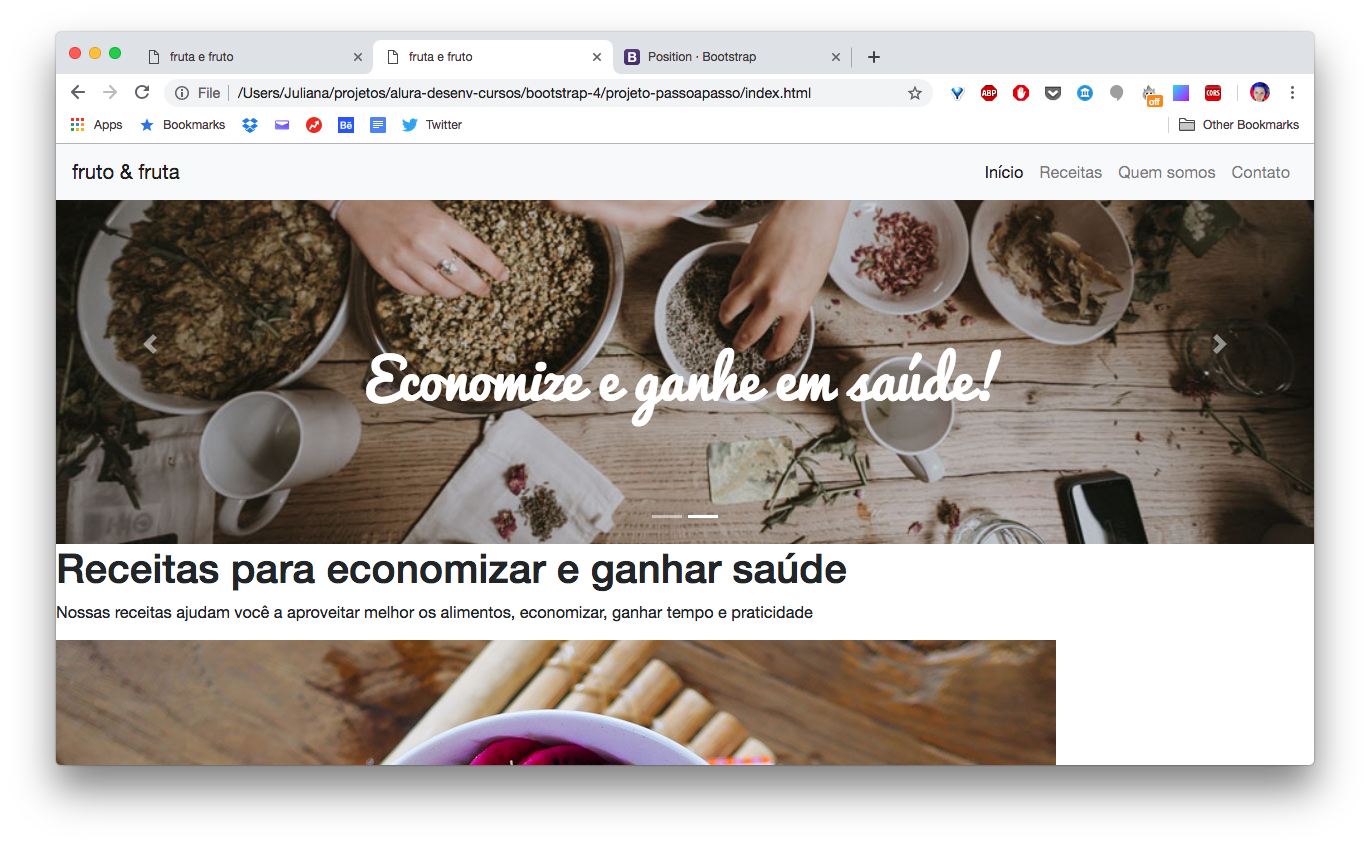 fruta e fruto
fruta e fruto
Position · Bootstrap
File /Users/Juliana/projetos/alura-desenv-cursos/bootstrap-4/projeto-passoapasso/index.html
ABP
off
CORS
Apps Bookmarks Bē Twitter Other Bookmarks
fruto & fruta
Início Receitas Quem somos Contato
Economize e ganhe em saúde!
Receitas para economizar e ganhar saúde
Nossas receitas ajudam você a aproveitar melhor os alimentos, economizar, ganhar tempo e praticidade